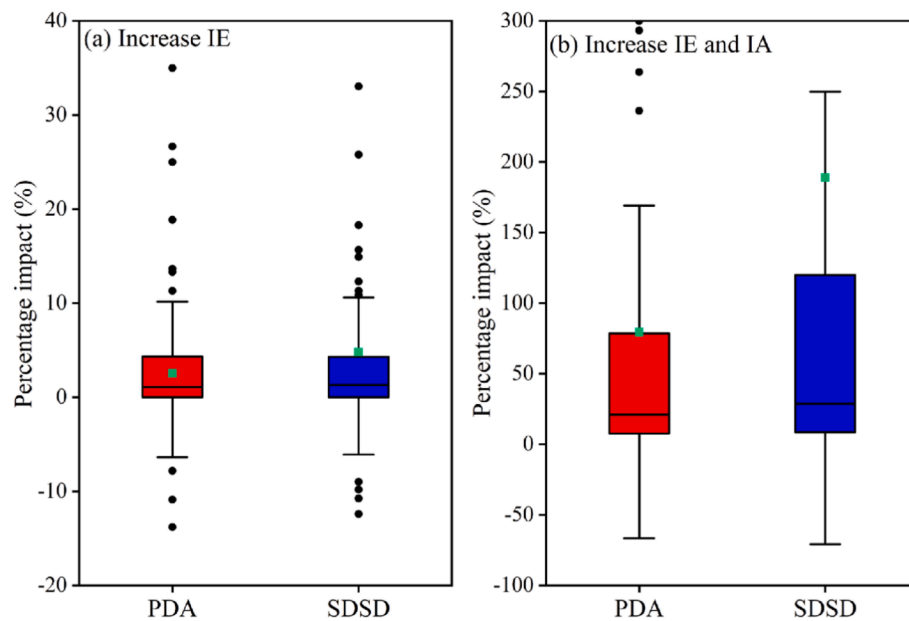 (a) Increase IE
Percentage impact (%)
40
30
20
10
0
-10
-20
PDA
SDSD
(b) Increase IE and IA
Percentage impact (%)
300
250
200
150
100
50
0
-50
-100
PDA
SDSD